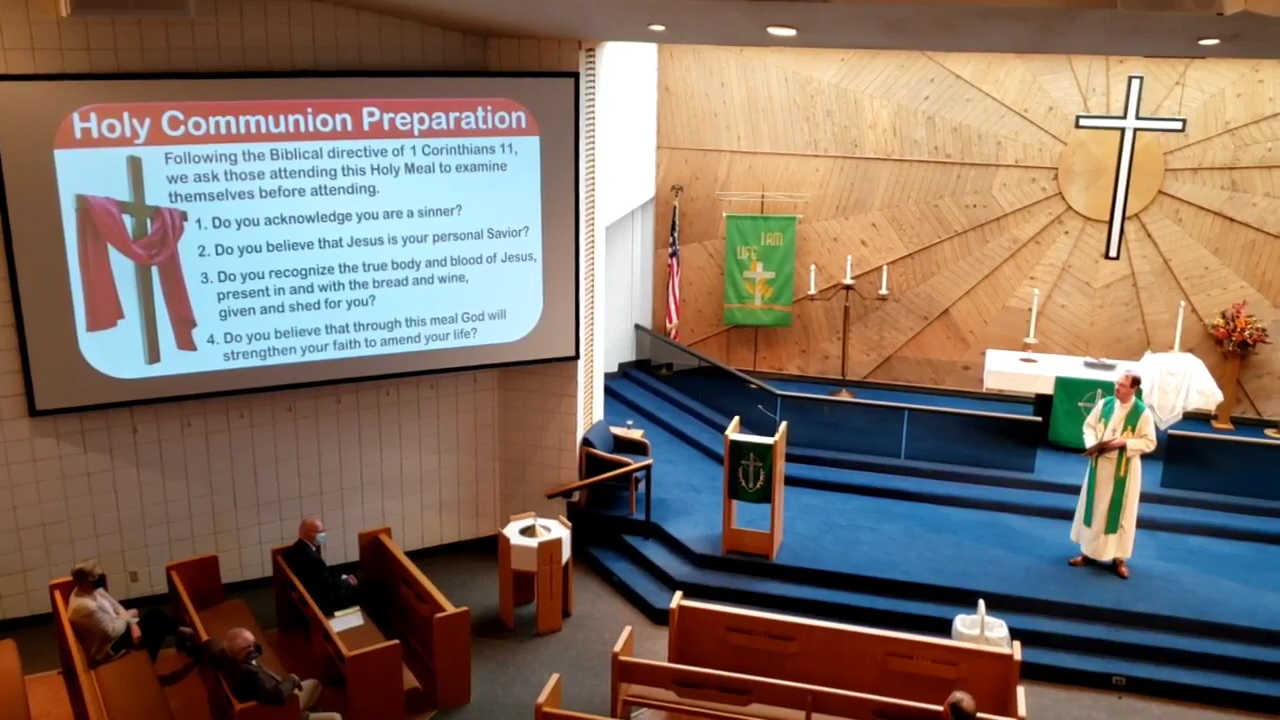 Holy Communion Preparation
Following the Biblical directive of 1 Corinthians 11,
we ask those attending this Holy Meal to examine
themselves before attending.
1. Do you acknowledge you are a sinner?
2. Do you believe that Jesus is your personal Savior?
3. Do you recognize the true body and blood of Jesus,
present in and with the bread and wine,
given and shed for you?
4. Do you believe that through this meal God will
strengthen your faith to amend your life?
I AM
LIFE